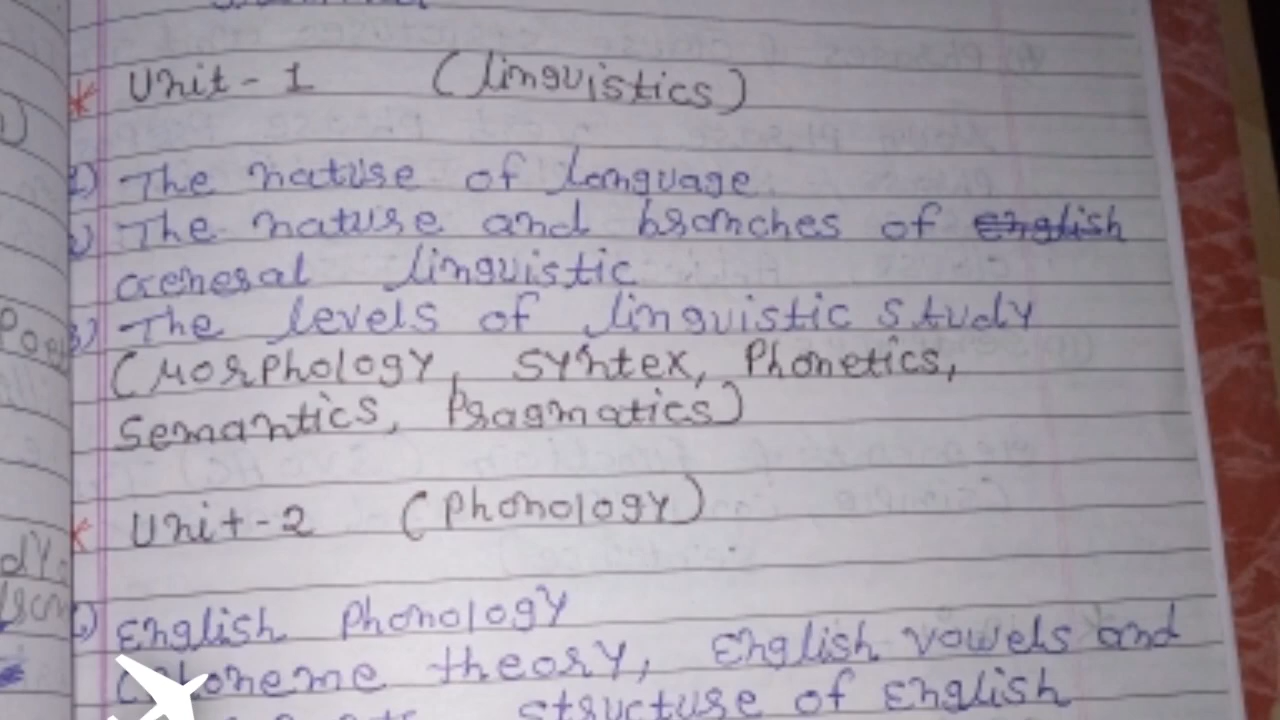 * Unit - 1 (linguistics)
1) The nature of language
2) The nature and branches of english
General linguistic
3) The levels of linguistic study
(Morphology, syntex, Phonetics,
Semantics, Pragmatics)
* Unit - 2 (Phonology)
1) English Phonology
theory, English vowels and
structure of English